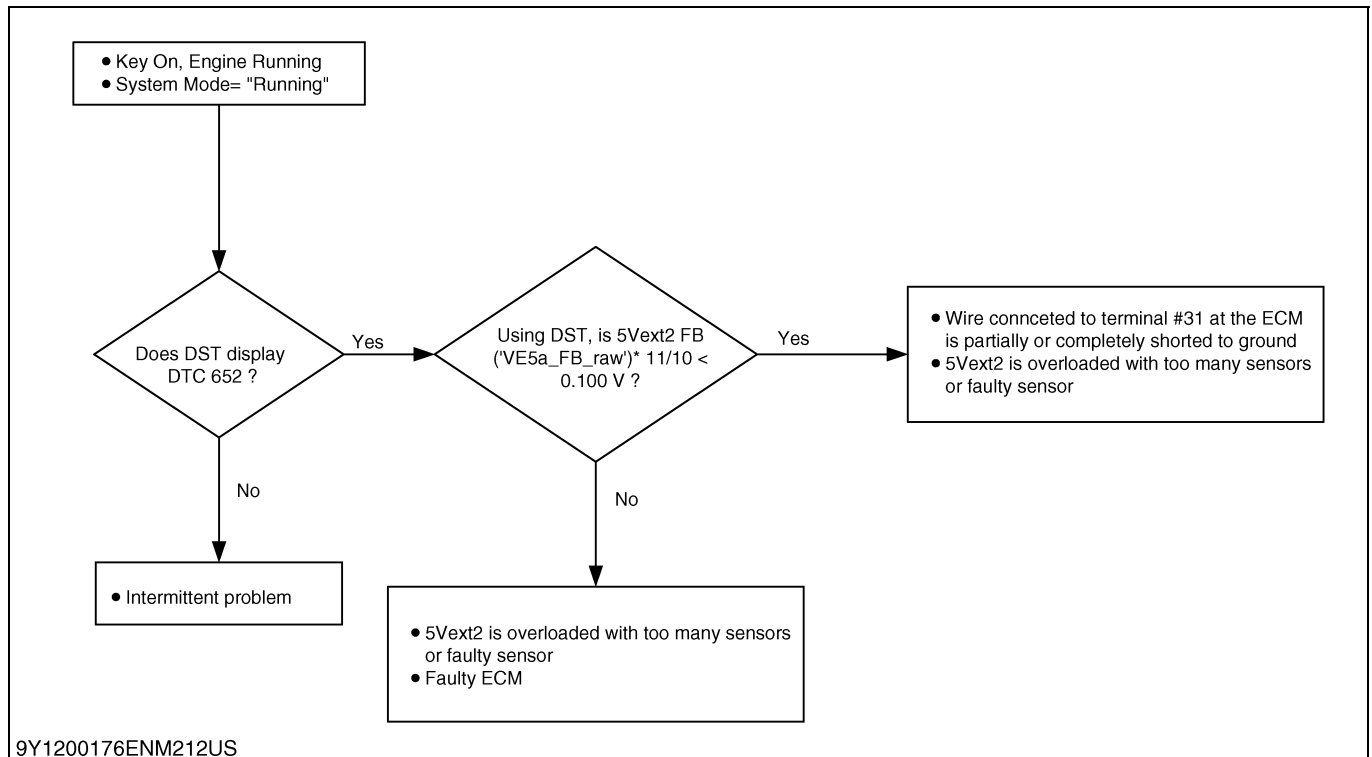 ● Key On, Engine Running
● System Mode= "Running"
Does DST display
DTC 652 ?
Yes
No
● Intermittent problem
Using DST, is 5Vext2 FB
('VE5a_FB_raw')* 11/10 <
0.100 V ?
Yes
No
● Wire connceted to terminal #31 at the ECM
is partially or completely shorted to ground
● 5Vext2 is overloaded with too many sensors
or faulty sensor
● 5Vext2 is overloaded with too many sensors
or faulty sensor
● Faulty ECM
9Y1200176ENM212US